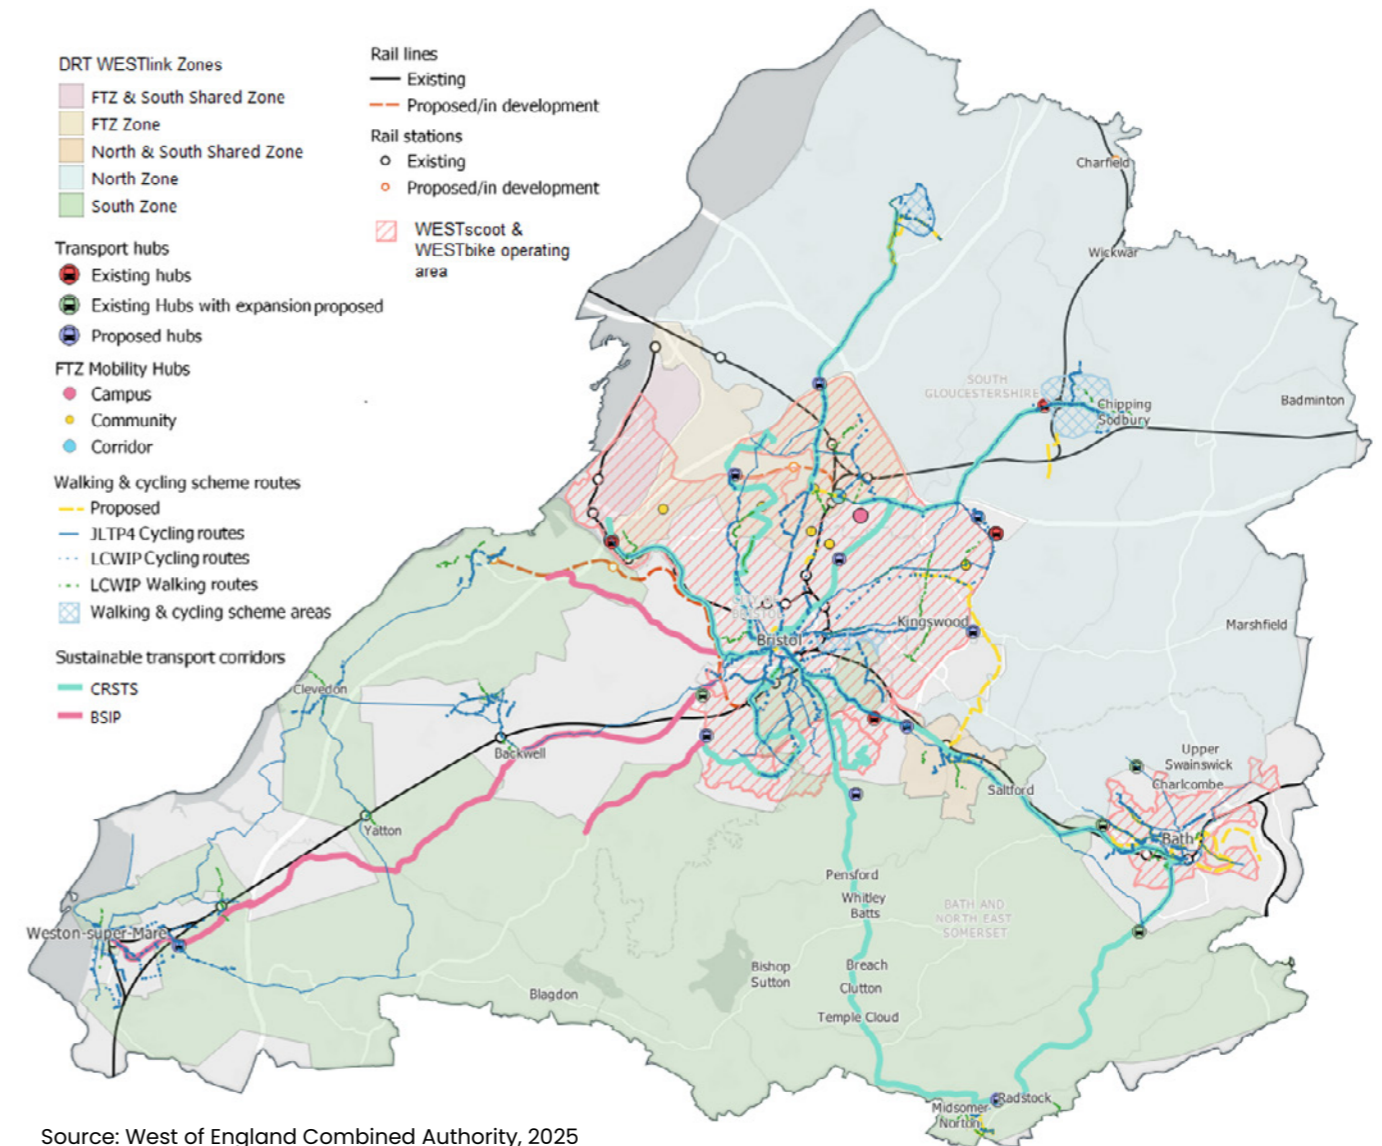 DRT WESTlink Zones
FTZ & South Shared Zone
FTZ Zone
North & South Shared Zone
North Zone
South Zone
Transport hubs
Existing hubs
Existing Hubs with expansion proposed
Proposed hubs
FTZ Mobility Hubs
Campus
Community
Corridor
Walking & cycling scheme routes
Proposed
JLTP4 Cycling routes
LCWIP Cycling routes
LCWIP Walking routes
Walking & cycling scheme areas
Sustainable transport corridors
CRSTS
BSIP
Rail lines
Existing
Proposed/in development
Rail stations
Existing
Proposed/in development
WESTscoot &
WESTbike operating
area
Charfield
Wickwar
SOUTH
GLOUCESTERSHIRE
Chipping
Sodbury
Badminton
CITY OF
BRISTOL
Bristol
Kingswood
Marshfield
Clevedon
Backwell
Yatton
Upper
Swainswick
Charlcombe
Saltford
Bath
Pensford
Whitley
Batts
BATH AND
NORTH EAST
SOMERSET
Weston-super-Mare
Bishop
Sutton
Breach
Clutton
Blagdon
Temple Cloud
Radstock
Midsomer
Norton
Source: West of England Combined Authority, 2025